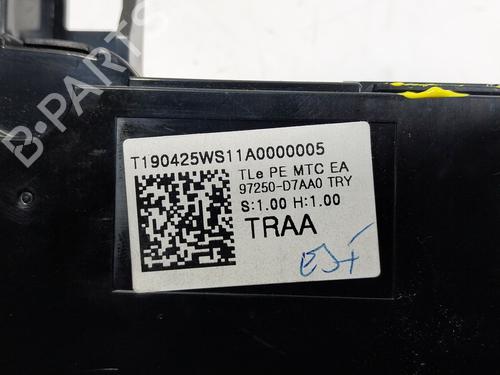 B-PARTS
T190425WS11A0000005
TLe PE MTC EA
97250-D7AA0 TRY
S:1.00 H:1.00
TRAA